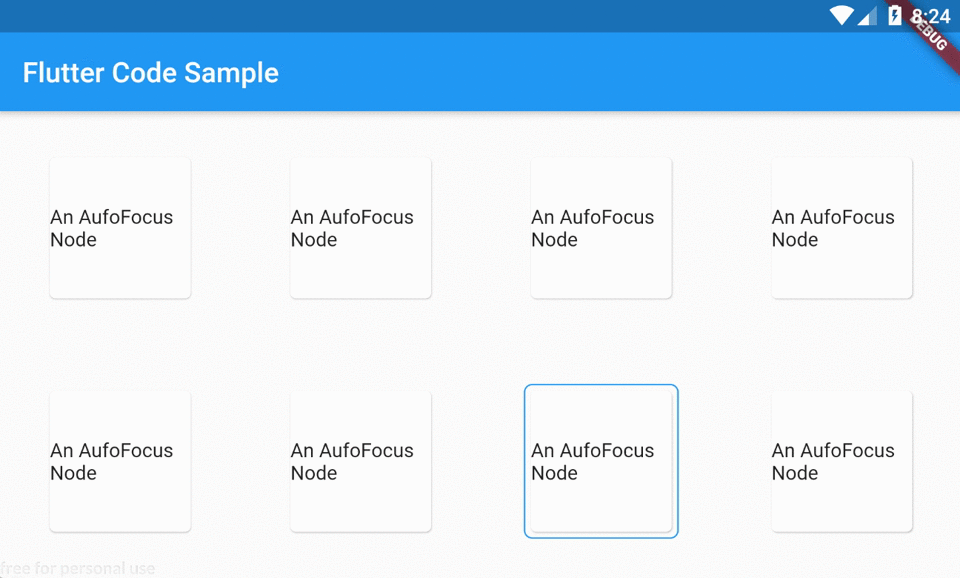 8:24
DEBUG
Flutter Code Sample
An AufoFocus
Node
An AufoFocus
Node
An AufoFocus
Node
An AufoFocus
Node
An AufoFocus
Node
An AufoFocus
Node
An AufoFocus
Node
An AufoFocus
Node
free for personal use